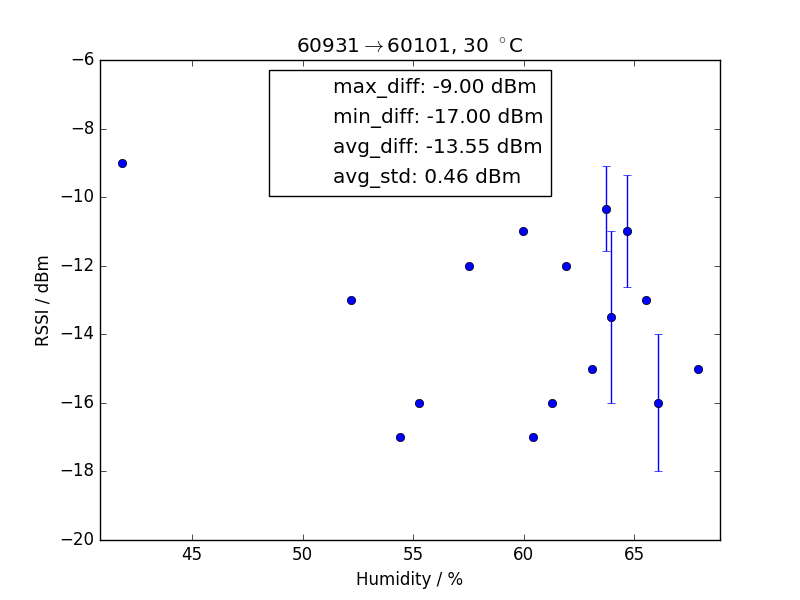 60931→60101, 30 °C
max_diff: -9.00 dBm
min_diff: -17.00 dBm
avg_diff: -13.55 dBm
avg_std: 0.46 dBm
−6
−8
−10
−12
−14
−16
−18
−20
RSSI / dBm
45 50 55 60 65
Humidity / %